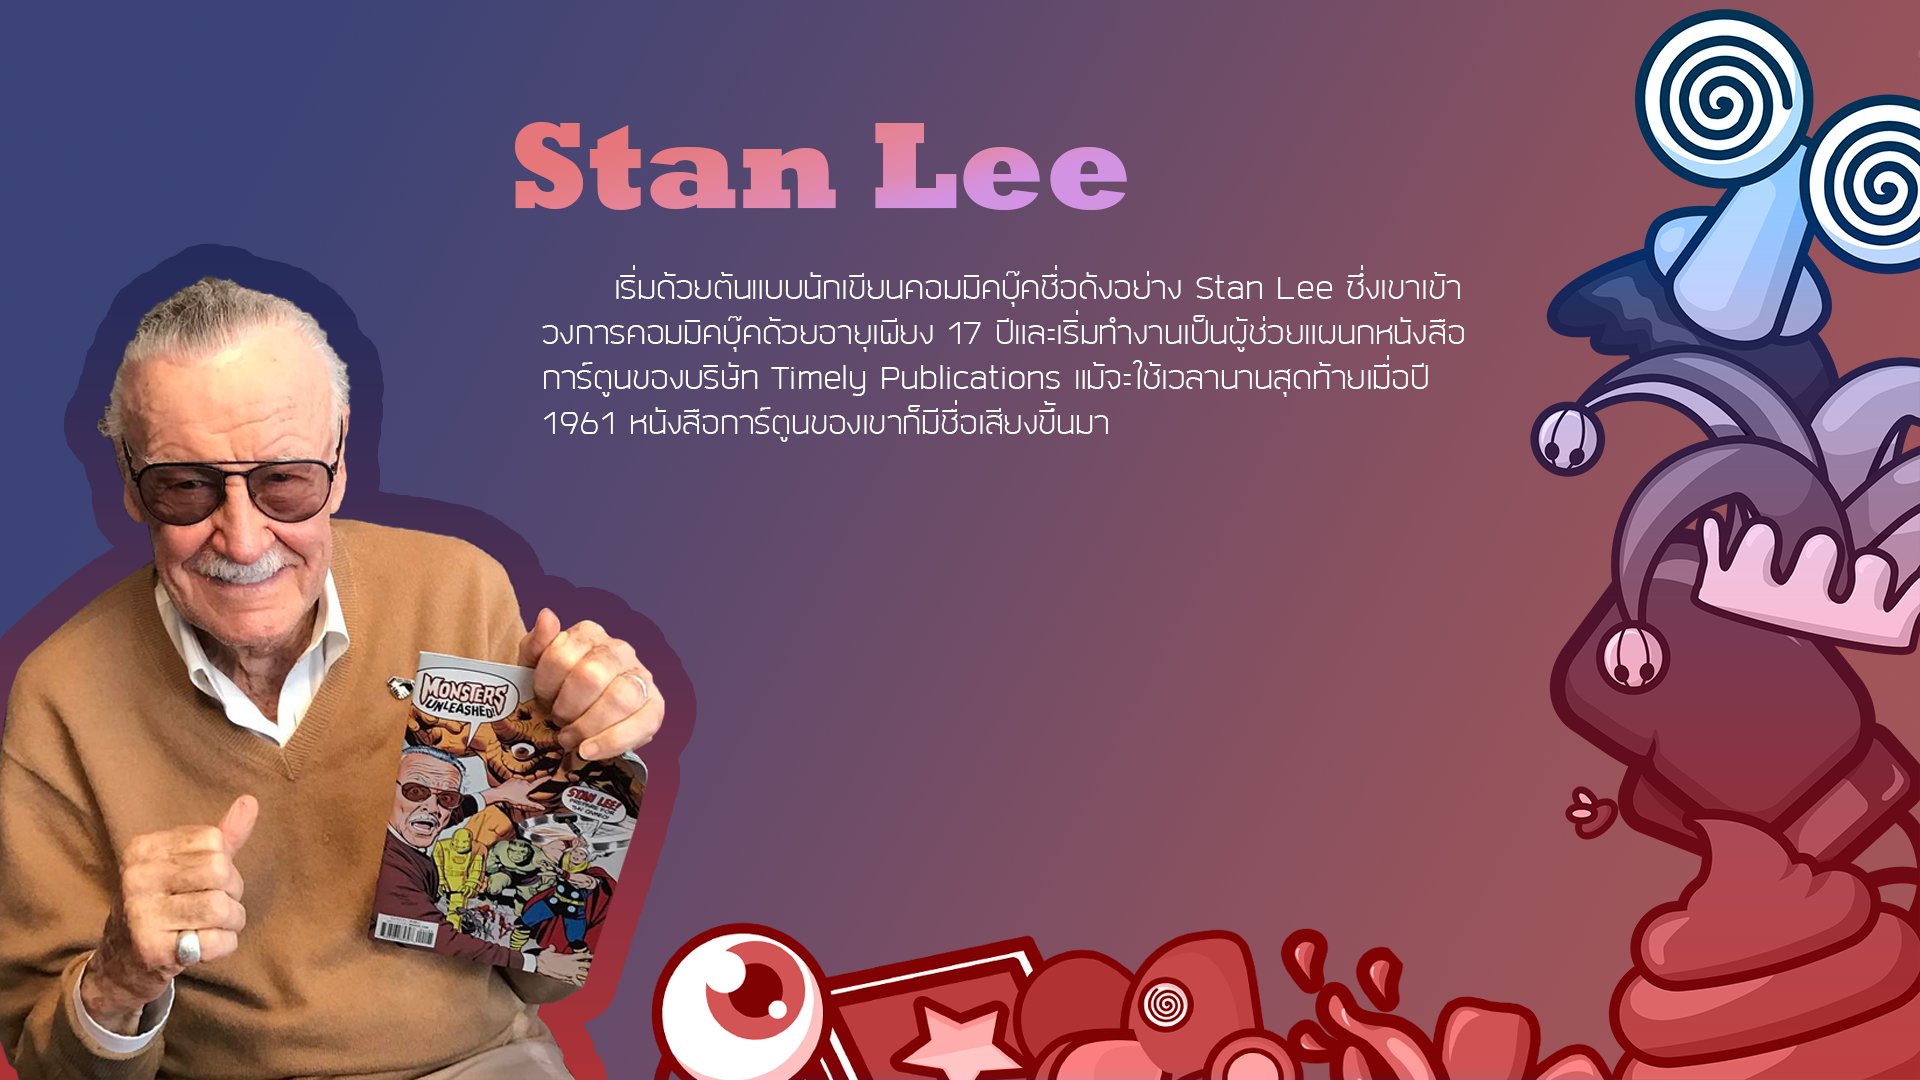 Stan Lee
เริ่มด้วยต้นแบบนักเขียนคอมมิคบุ๊คชื่อดังอย่าง Stan Lee ซึ่งเขาเข้า
วงการคอมมิคบุ๊คด้วยอายุเพียง 17 ปีและเริ่มทำงานเป็นผู้ช่วยแผนกหนังสือ
การ์ตูนของบริษัท Timely Publications แม้จะใช้เวลานานสุดท้ายเมื่อปี
1961 หนังสือการ์ตูนของเขาก็มีชื่อเสียงขึ้นมา
MONSTERS
UNLEASHED!
STAN LEE!
PREPARE FOR